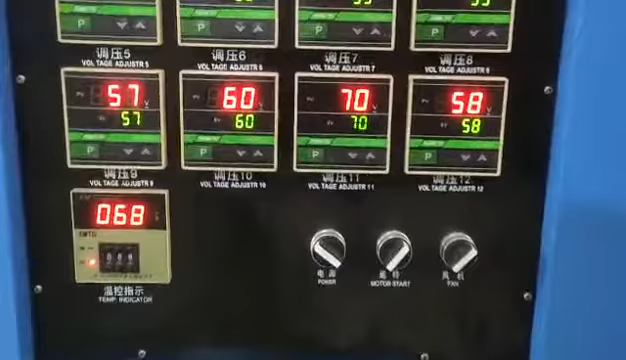 P P P P
调压5 调压6 调压7 调压8
VOLTAGE ADJUSTR 5 VOLTAGE ADJUSTR 6 VOLTAGE ADJUSTR 7 VOLTAGE ADJUSTR 8
57 60 70 58
57 60 70 58
P P P P
调压9 调压10 调压11 调压12
VOLTAGE ADJUSTR 9 VOLTAGE ADJUSTR 10 VOLTAGE ADJUSTR 11 VOLTAGE ADJUSTR 12
068
温控指示
TEMP INDICATOR
电源 风机
POWER MOTOR START FAN